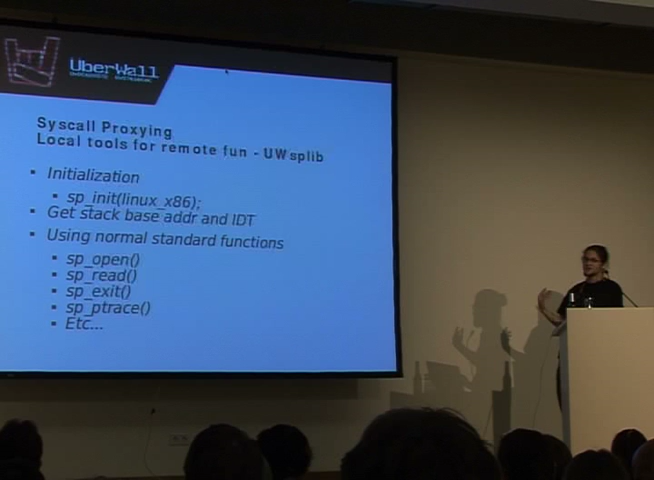 UberWall
Syscall Proxying
Local tools for remote fun - UWsplib
Initialization
sp_init(linux_x86);
Get stack base addr and IDT
Using normal standard functions
sp_open()
sp_read()
sp_exit()
sp_ptrace()
Etc...